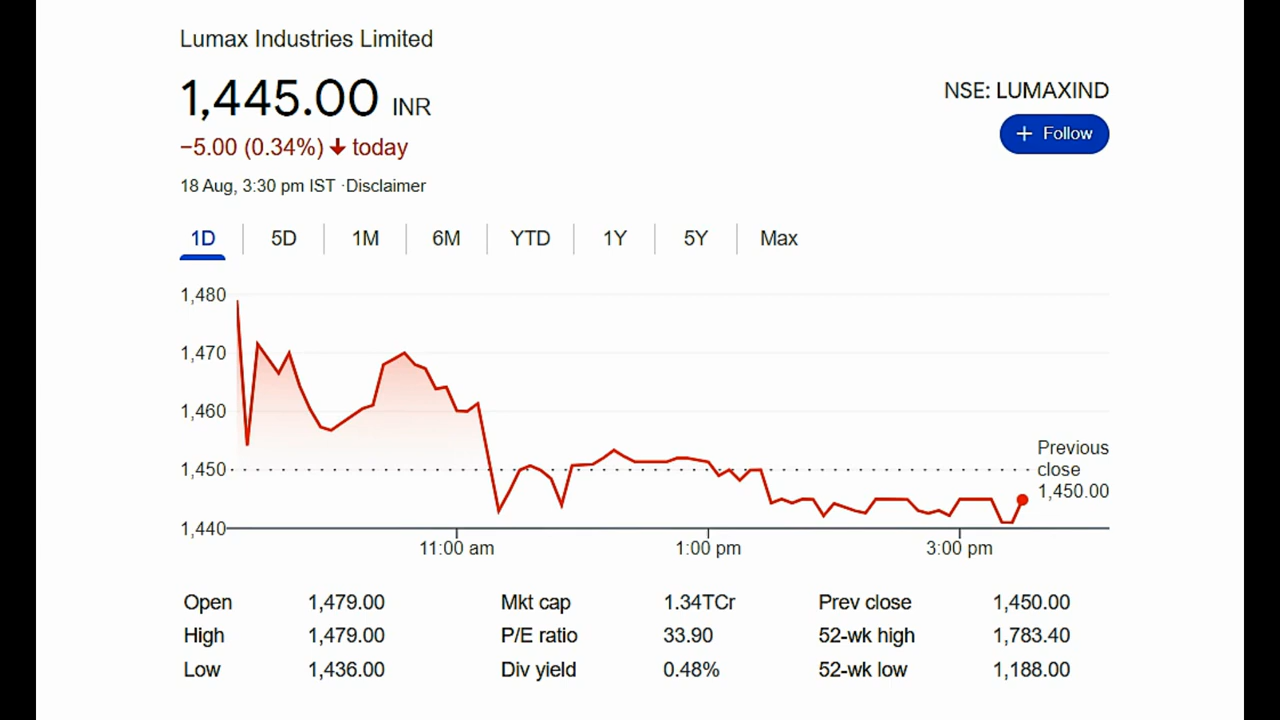 Lumax Industries Limited
1,445.00 INR
NSE: LUMAXIND
−5.00 (0.34%) ↓ today
+ Follow
18 Aug, 3:30 pm IST ·Disclaimer
1D 5D 1M 6M YTD 1Y 5Y Max
1,480
1,470
1,460
1,450
1,440
Previous
close
1,450.00
11:00 am 1:00 pm 3:00 pm
Open 1,479.00 Mkt cap 1.34TCr Prev close 1,450.00
High 1,479.00 P/E ratio 33.90 52-wk high 1,783.40
Low 1,436.00 Div yield 0.48% 52-wk low 1,188.00